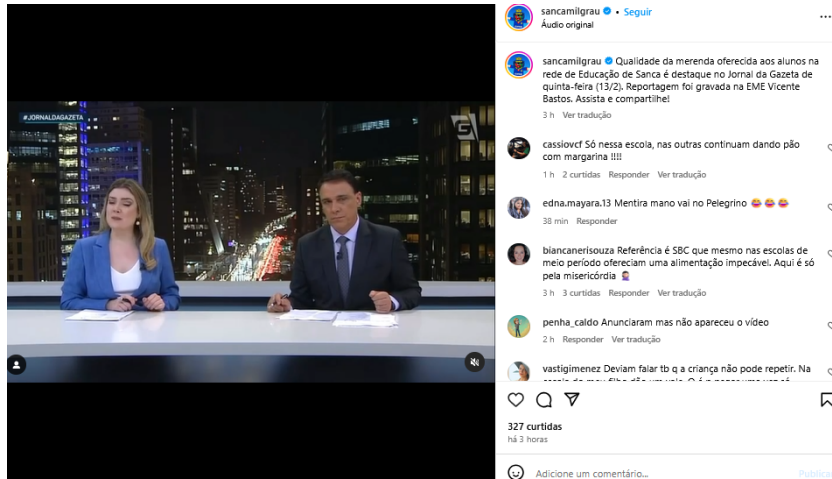 #JORNALDAGAZETA
G
sancamilgrau • Seguir
Áudio original
...
sancamilgrau Qualidade da merenda oferecida aos alunos na
rede de Educação de Sanca é destaque no Jornal da Gazeta de
quinta-feira (13/2). Reportagem foi gravada na EME Vicente
Bastos. Assista e compartilhe!
3 h Ver tradução
cassiovcf Só nessa escola, nas outras continuam dando pão
com margarina !!!!
1 h 2 curtidas Responder Ver tradução
edna.mayara.13 Mentira mano vai no Pelegrino 😂😂😂
38 min Responder
biancanerisouza Referência é SBC que mesmo nas escolas de
meio período ofereciam uma alimentação impecável. Aqui é só
pela misericórdia 🤦🏻‍♀️
3 h 3 curtidas Responder Ver tradução
penha_caldo Anunciaram mas não apareceu o vídeo
2 h Responder Ver tradução
vastigimenez Deviam falar tb q a criança não pode repetir. Na
327 curtidas
há 3 horas
Adicione um comentário...
Publicar